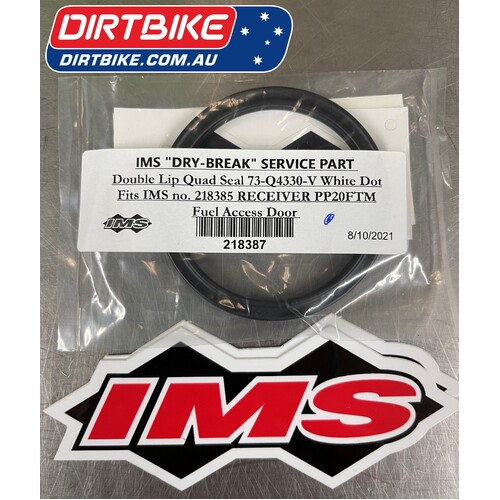 DIRTBIKE
DIRTBIKE.COM.AU
IMS "DRY-BREAK" SERVICE PART
Double Lip Quad Seal 73-Q4330-V White Dot
Fits IMS no. 218385 RECEIVER PP20FTM
Fuel Access Door
IMS
8/10/2021
218387
IMS